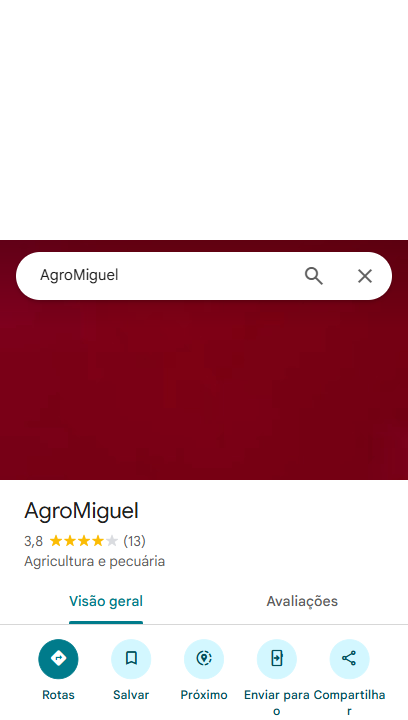 AgroMiguel
AgroMiguel
3,8 (13)
Agricultura e pecuária
Visão geral Avaliações
Rotas Salvar Próximo Enviar para o Compartilhar